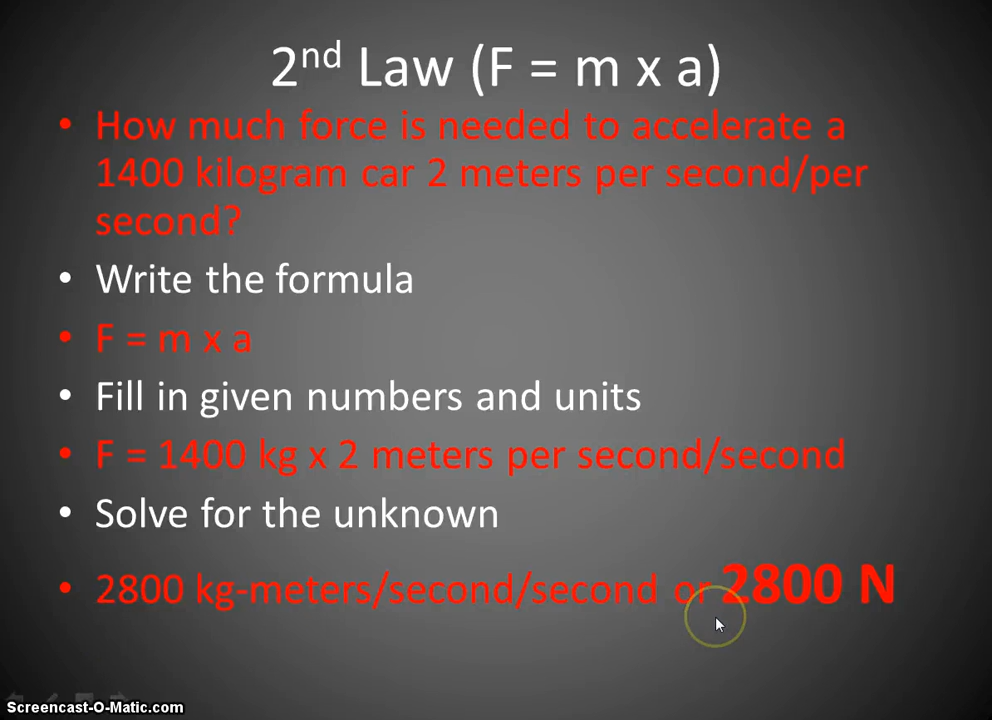 2nd Law (F = m x a)
• How much force is needed to accelerate a
1400 kilogram car 2 meters per second/per
second?
• Write the formula
• F = m x a
• Fill in given numbers and units
• F = 1400 kg x 2 meters per second/second
• Solve for the unknown
• 2800 kg-meters/second/second or 2800 N
Screencast-O-Matic.com